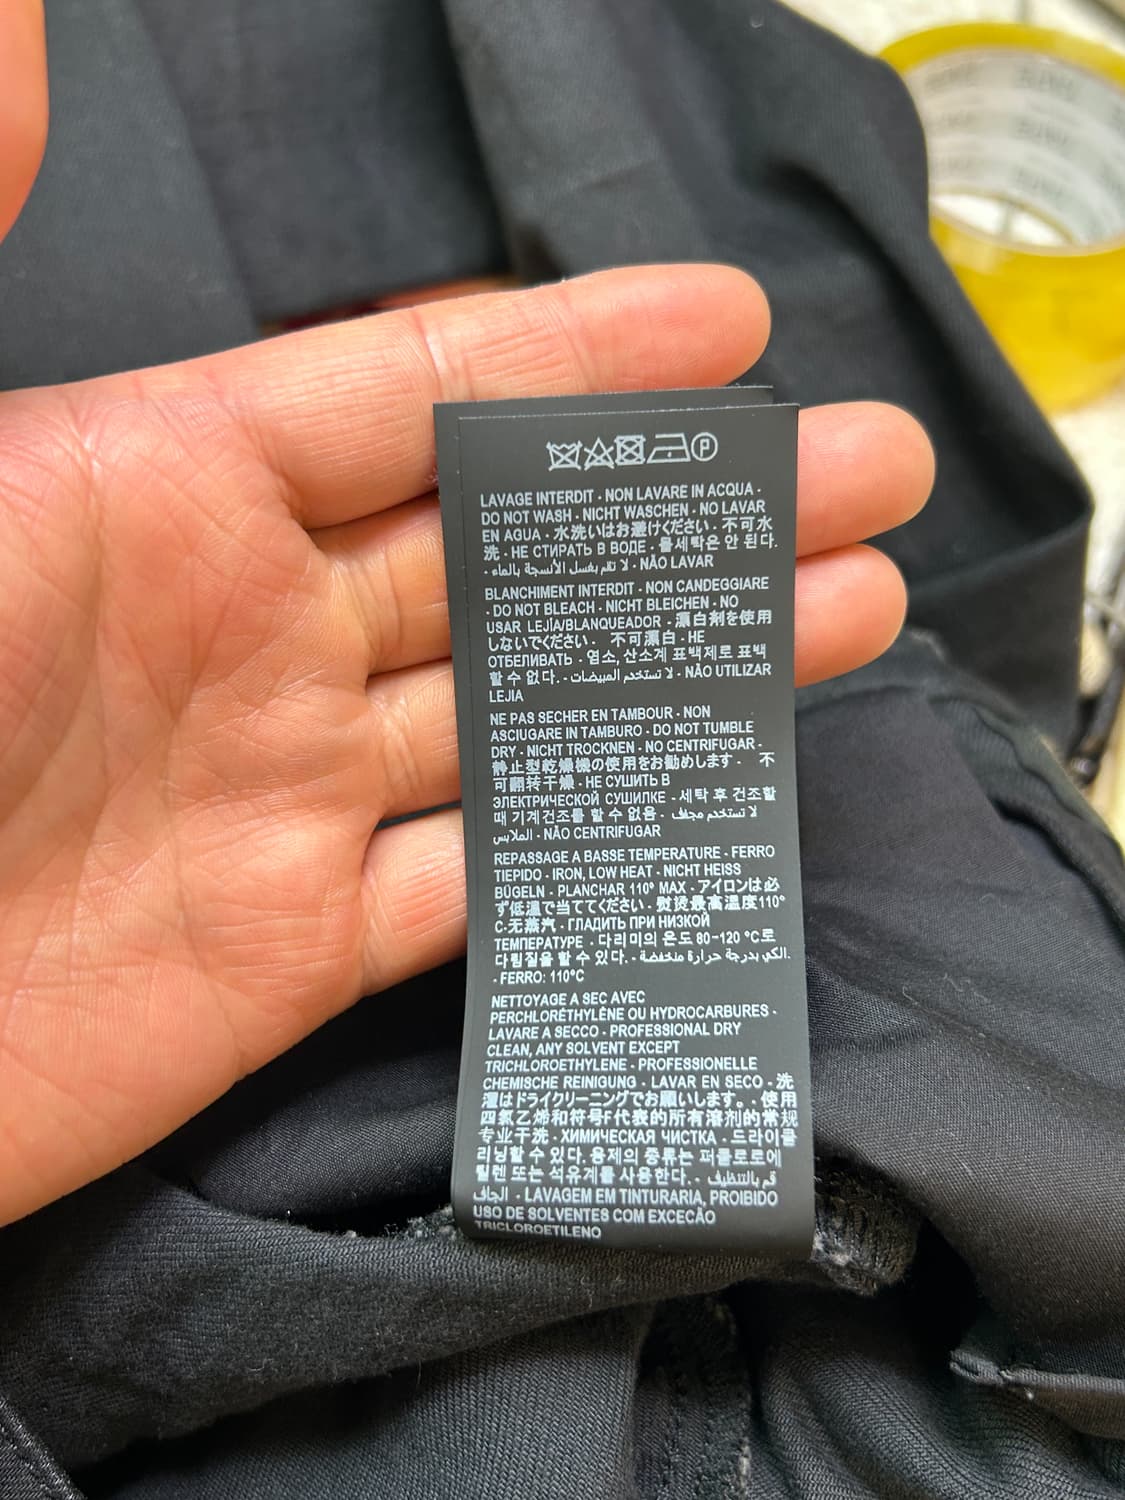 LAVAGE INTERDIT - NON LAVARE IN ACQUA -
DO NOT WASH - NICHT WASCHEN - NO LAVAR
EN AGUA - 水洗いはお避けください - 不可水
洗 - НЕ СТИРАТЬ В ВОДЕ - 물세탁은 안 된다.
- لا تقم بغسل الأنسجة بالماء - NÃO LAVAR
BLANCHIMENT INTERDIT - NON CANDEGGIARE
- DO NOT BLEACH - NICHT BLEICHEN - NO
USAR LEJÍA/BLANQUEADOR - 漂白剤を使用
しないでください. 不可漂白 - НЕ
ОТБЕЛИВАТЬ - 염소, 산소계 표백제로 표백
할 수 없다. - لا تستخدم المبيضات - NÃO UTILIZAR
LEJIA
NE PAS SECHER EN TAMBOUR - NON
ASCIUGARE IN TAMBURO - DO NOT TUMBLE
DRY - NICHT TROCKNEN - NO CENTRIFUGAR -
静止型乾燥機の使用をお勧めします - 不
可翻转干燥 - НЕ СУШИТЬ В
ЭЛЕКТРИЧЕСКОЙ СУШИЛКЕ - 세탁 후 건조할
때 기계건조를 할 수 없음 - لا تستخدم مجفف
الملابس - NÃO CENTRIFUGAR
REPASSAGE A BASSE TEMPERATURE - FERRO
TIEPIDO - IRON, LOW HEAT - NICHT HEISS
BÜGELN - PLANCHAR 110° MAX - アイロンは必
ず低温で当ててください - 熨烫最高温度110°
C-无蒸汽 - ГЛАДИТЬ ПРИ НИЗКОЙ
ТЕМПЕРАТУРЕ - 다리미의 온도 80-120 °C로
다림질을 할 수 있다. - الكي بدرجة حرارة منخفضة.
- FERRO: 110°C
NETTOYAGE A SEC AVEC
PERCHLORÉTHYLÈNE OU HYDROCARBURES -
LAVARE A SECCO - PROFESSIONAL DRY
CLEAN, ANY SOLVENT EXCEPT
TRICHLOROETHYLENE - PROFESSIONELLE
CHEMISCHE REINIGUNG - LAVAR EN SECO - 洗
濯はドライクリーニングでお願いします。- 使用
四氯乙烯和符号F代表的所有溶剂的常规
专业干洗 - ХИМИЧЕСКАЯ ЧИСТКА - 드라이클
리닝할 수 있다. 용제의 종류는 퍼클로로에
틸렌 또는 석유계를 사용한다. - قم بالتنظيف
الجاف - LAVAGEM EM TINTURARIA, PROIBIDO
USO DE SOLVENTES COM EXCECÃO
TRICLOROETILENO